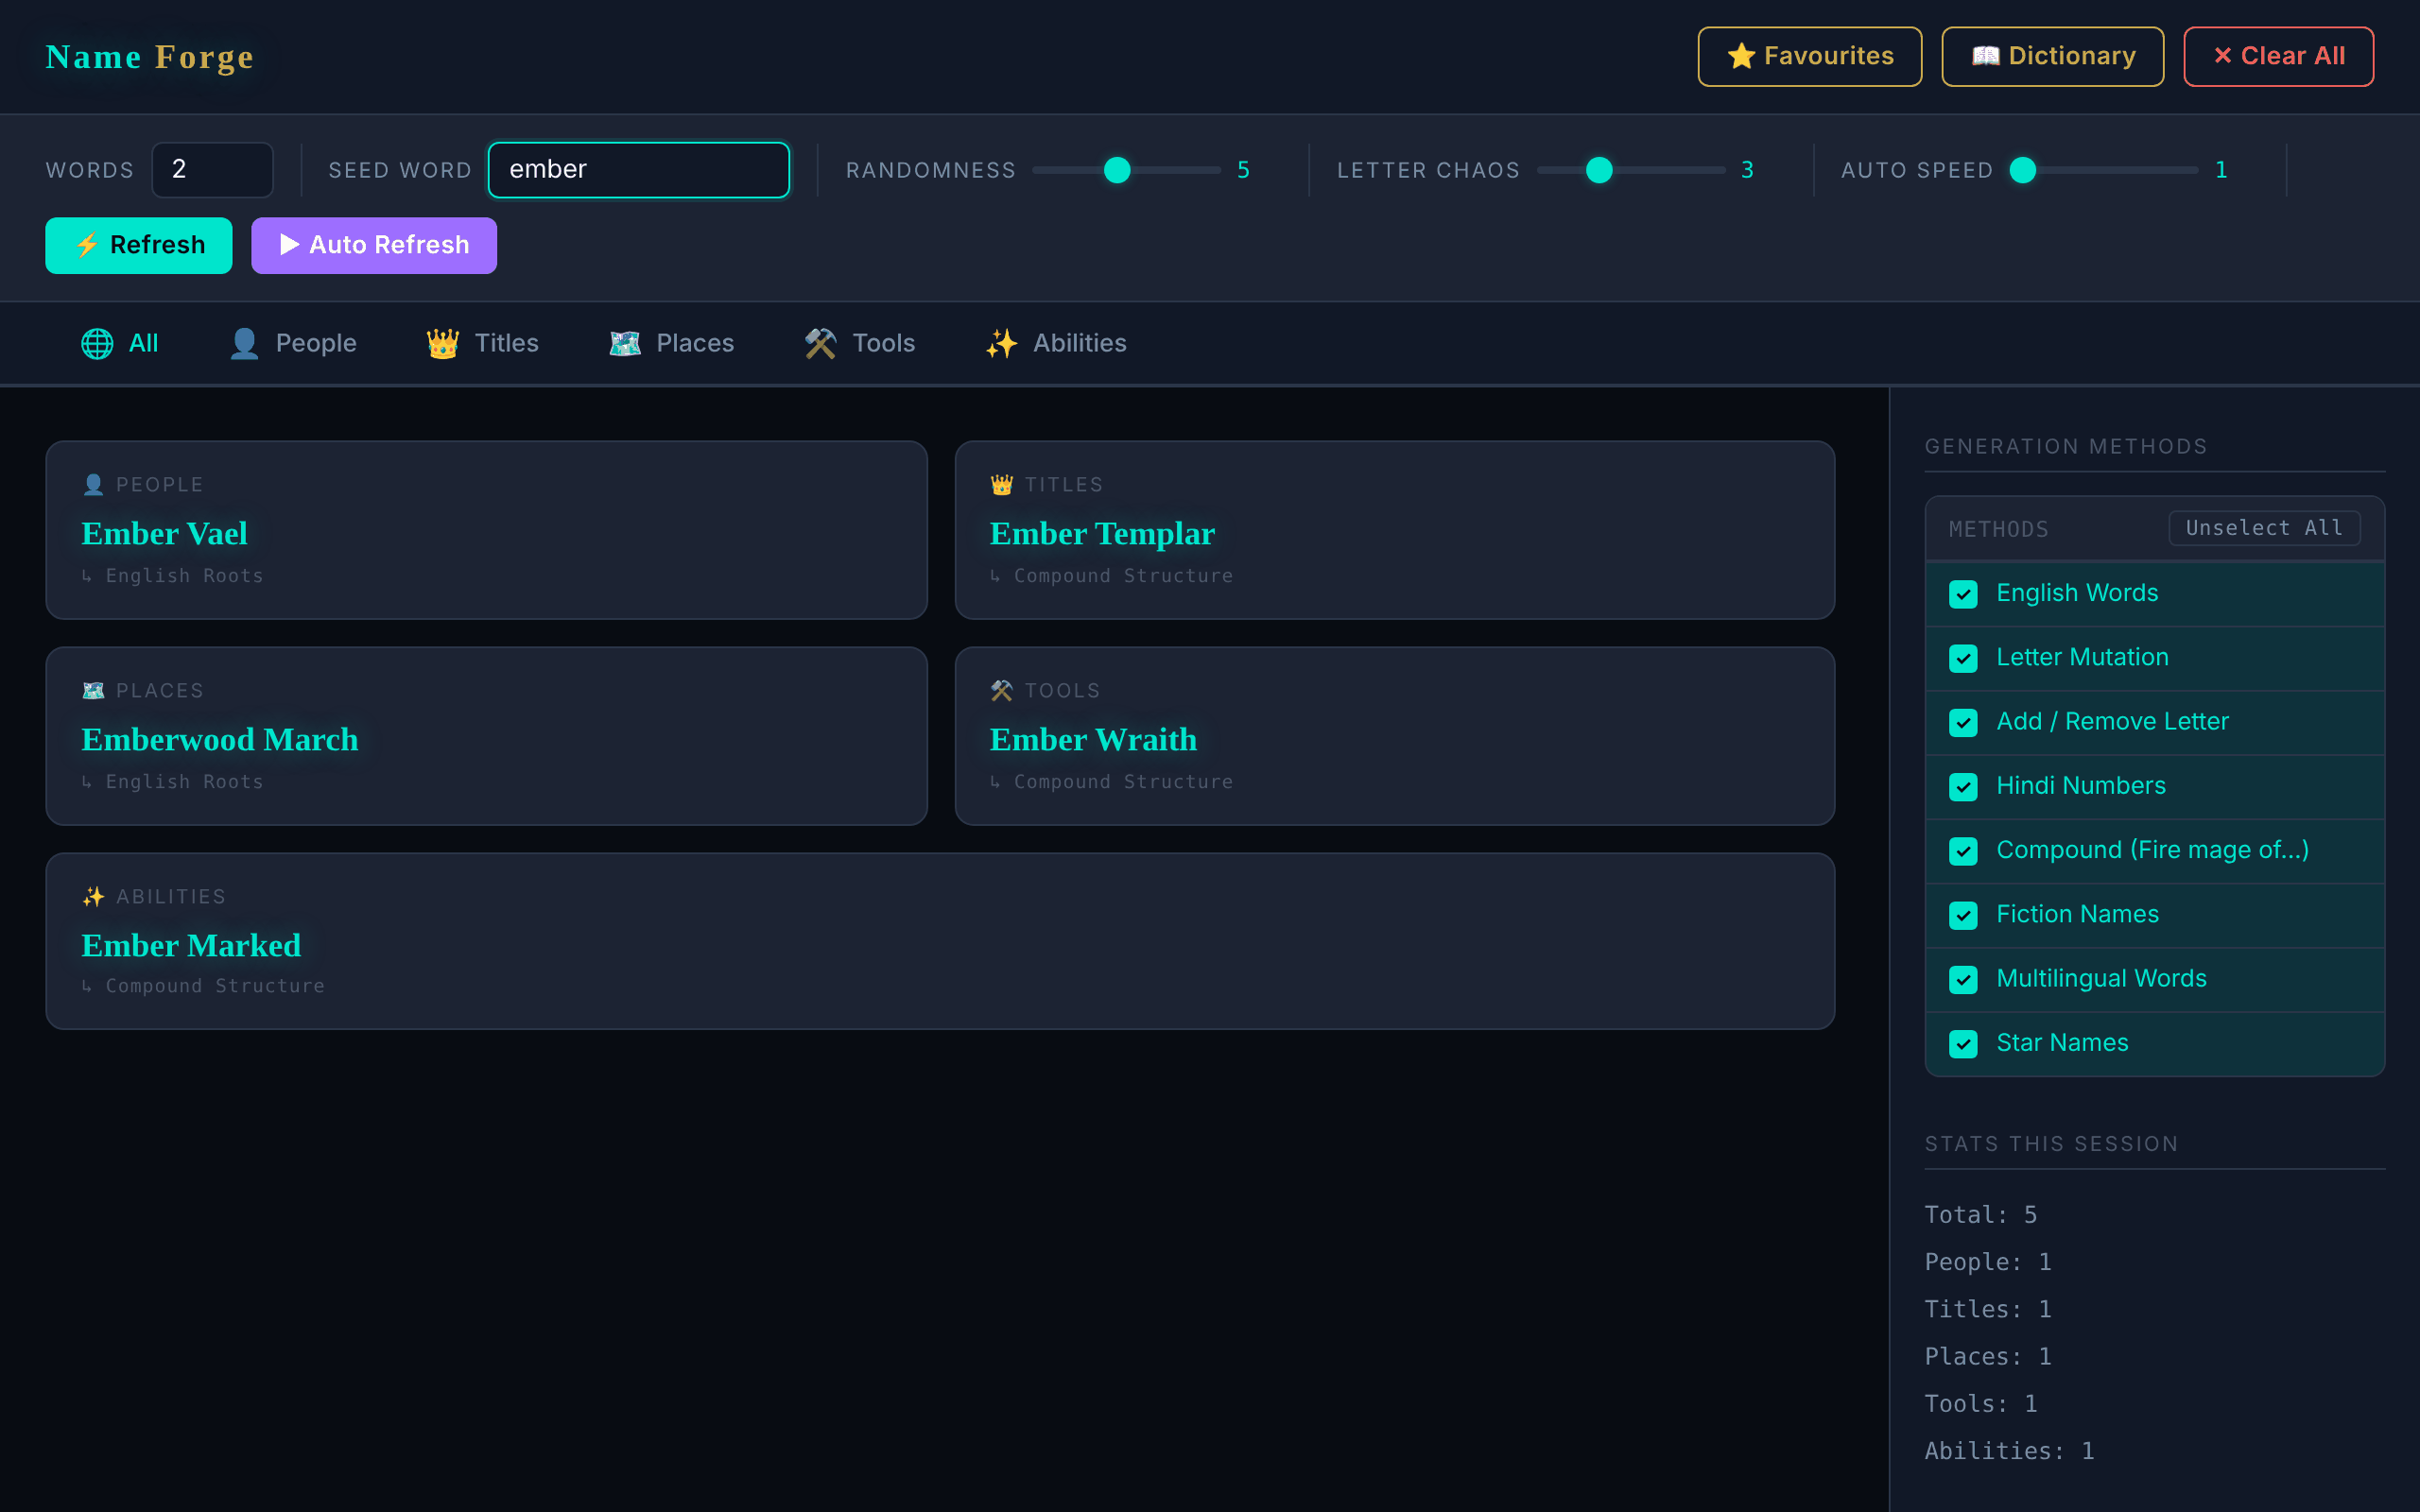 Name Forge
⭐ Favourites
📖 Dictionary
✕ Clear All
WORDS 2
SEED WORD ember
RANDOMNESS 5
LETTER CHAOS 3
AUTO SPEED 1
⚡ Refresh
▶ Auto Refresh
🌐 All
👤 People
👑 Titles
🗺️ Places
⚒️ Tools
✨ Abilities
👤 PEOPLE
Ember Vael
↳ English Roots
👑 TITLES
Ember Templar
↳ Compound Structure
🗺️ PLACES
Emberwood March
↳ English Roots
⚒️ TOOLS
Ember Wraith
↳ Compound Structure
✨ ABILITIES
Ember Marked
↳ Compound Structure
GENERATION METHODS
METHODS
Unselect All
English Words
Letter Mutation
Add / Remove Letter
Hindi Numbers
Compound (Fire mage of...)
Fiction Names
Multilingual Words
Star Names
STATS THIS SESSION
Total: 5
People: 1
Titles: 1
Places: 1
Tools: 1
Abilities: 1